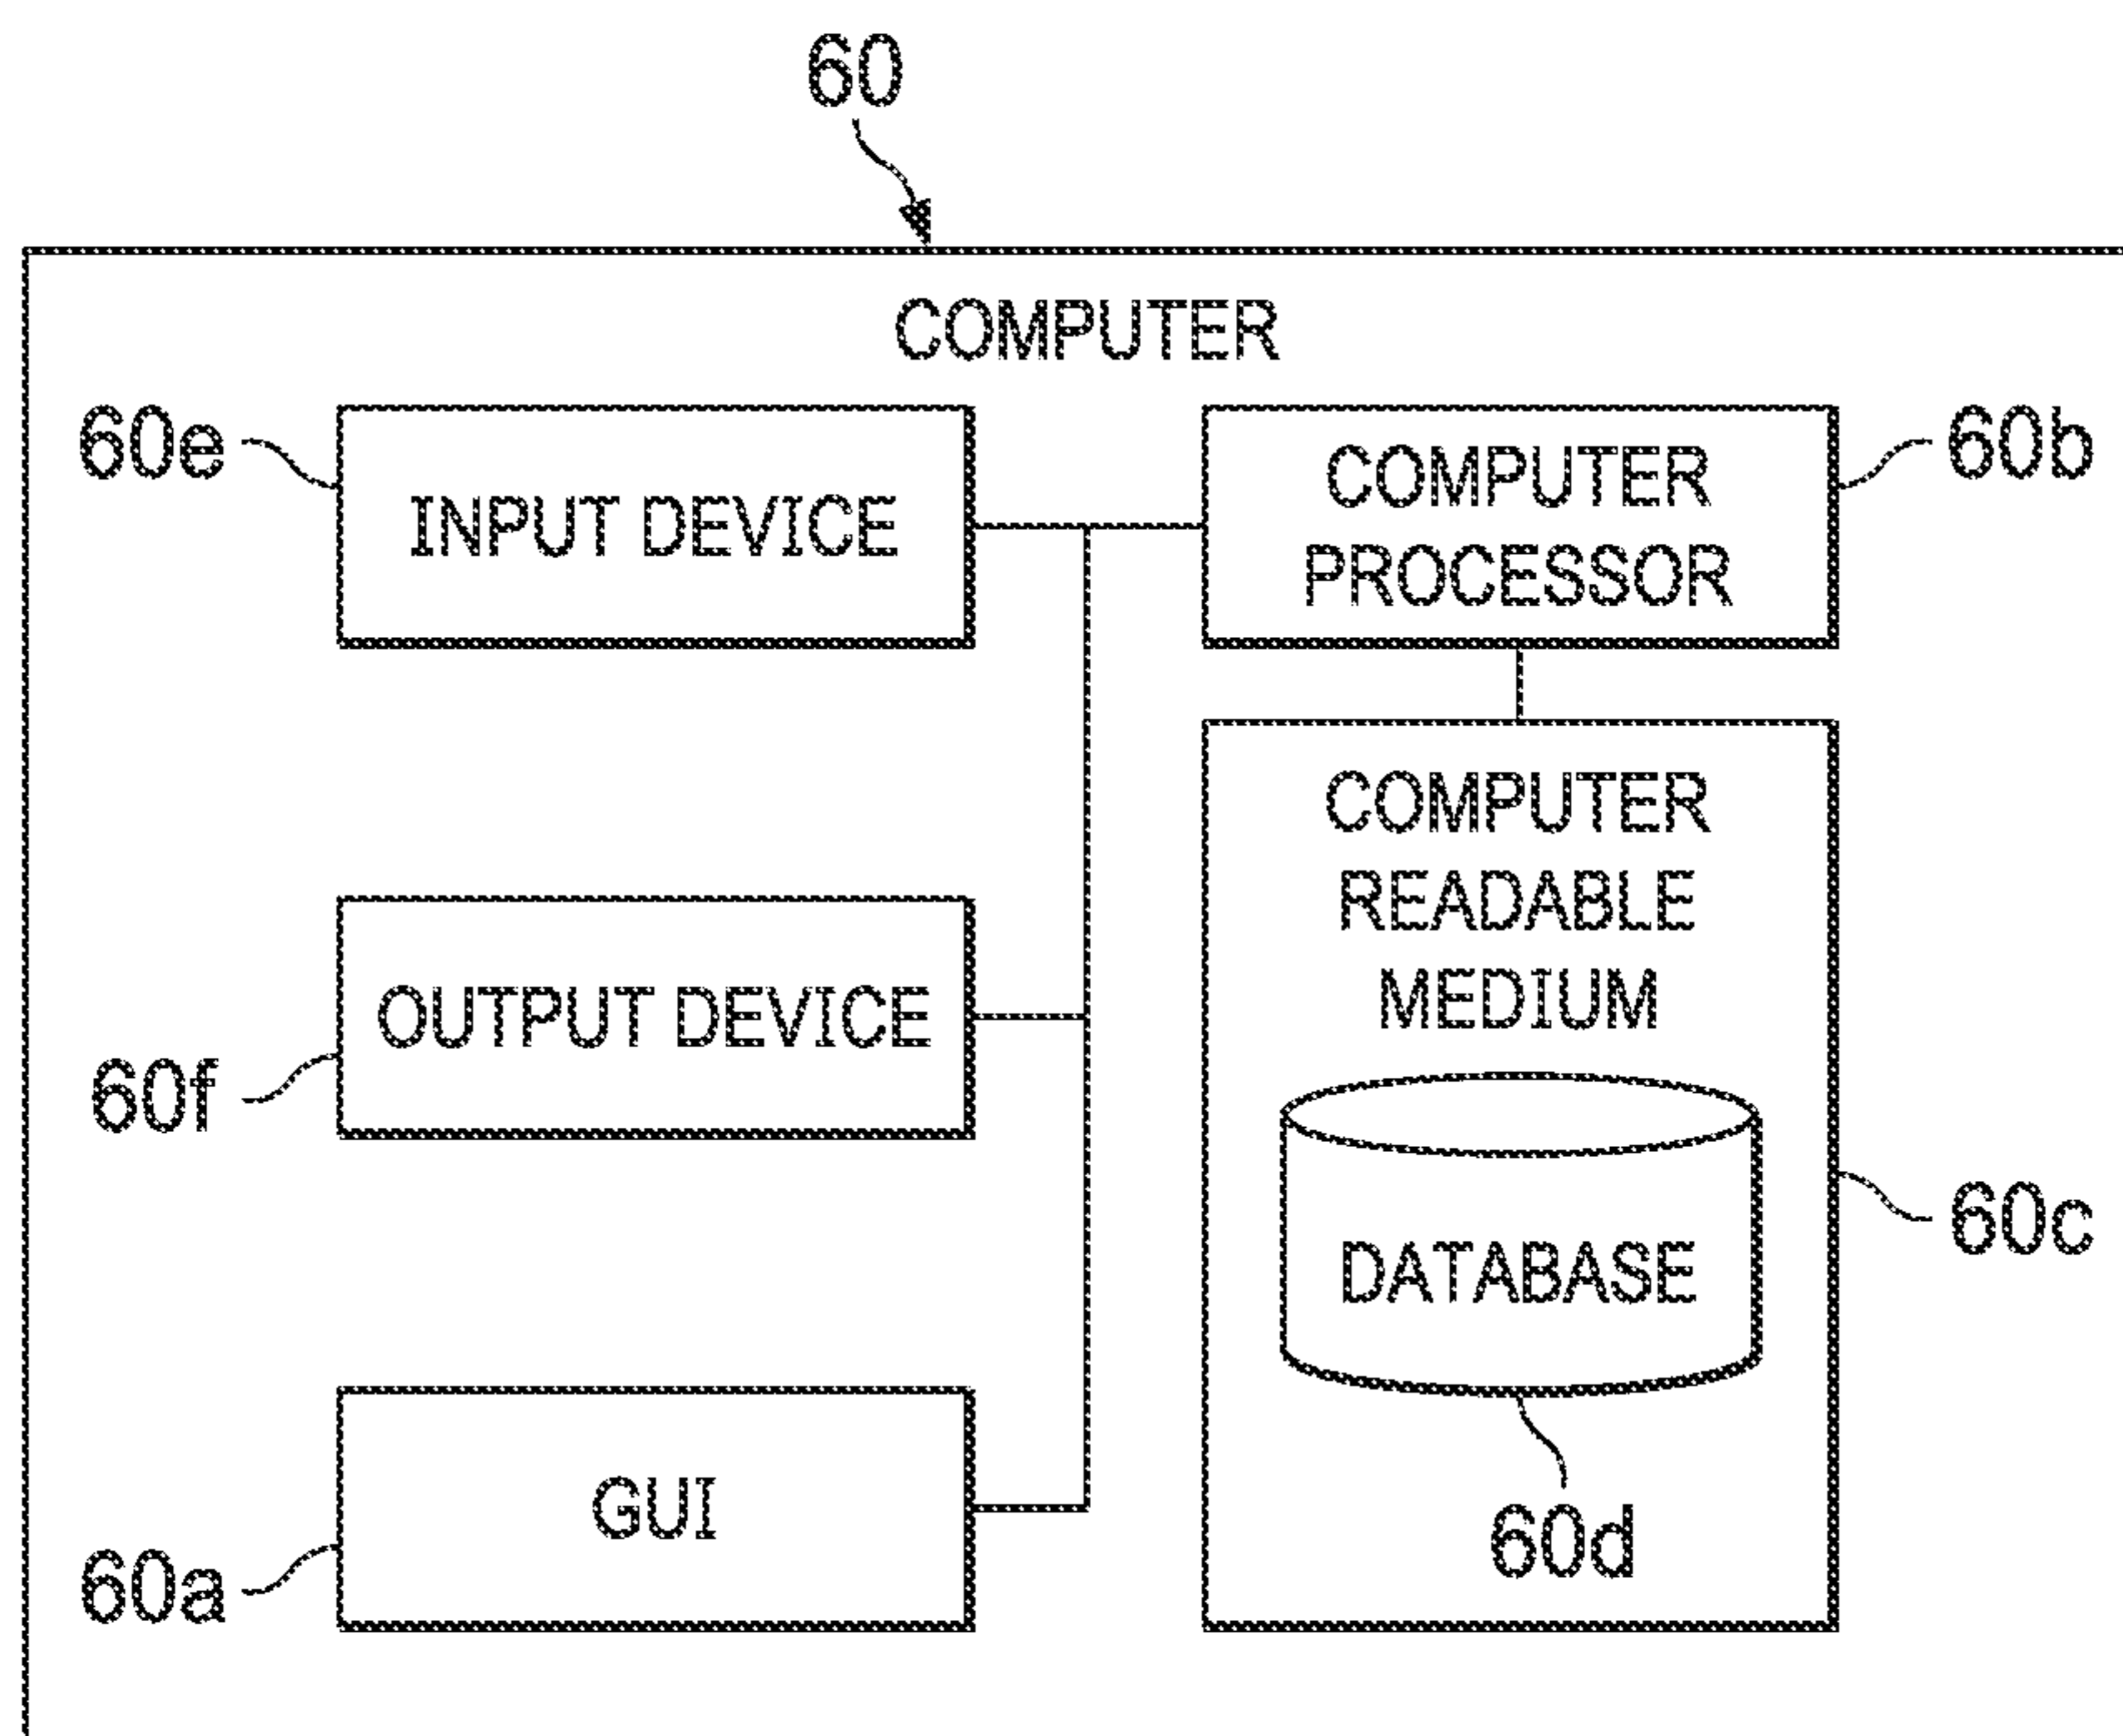 60
COMPUTER
60e
INPUT DEVICE
COMPUTER
PROCESSOR
60b
OUTPUT DEVICE
60f
COMPUTER
READABLE
MEDIUM
DATABASE
60c
60d
GUI
60a